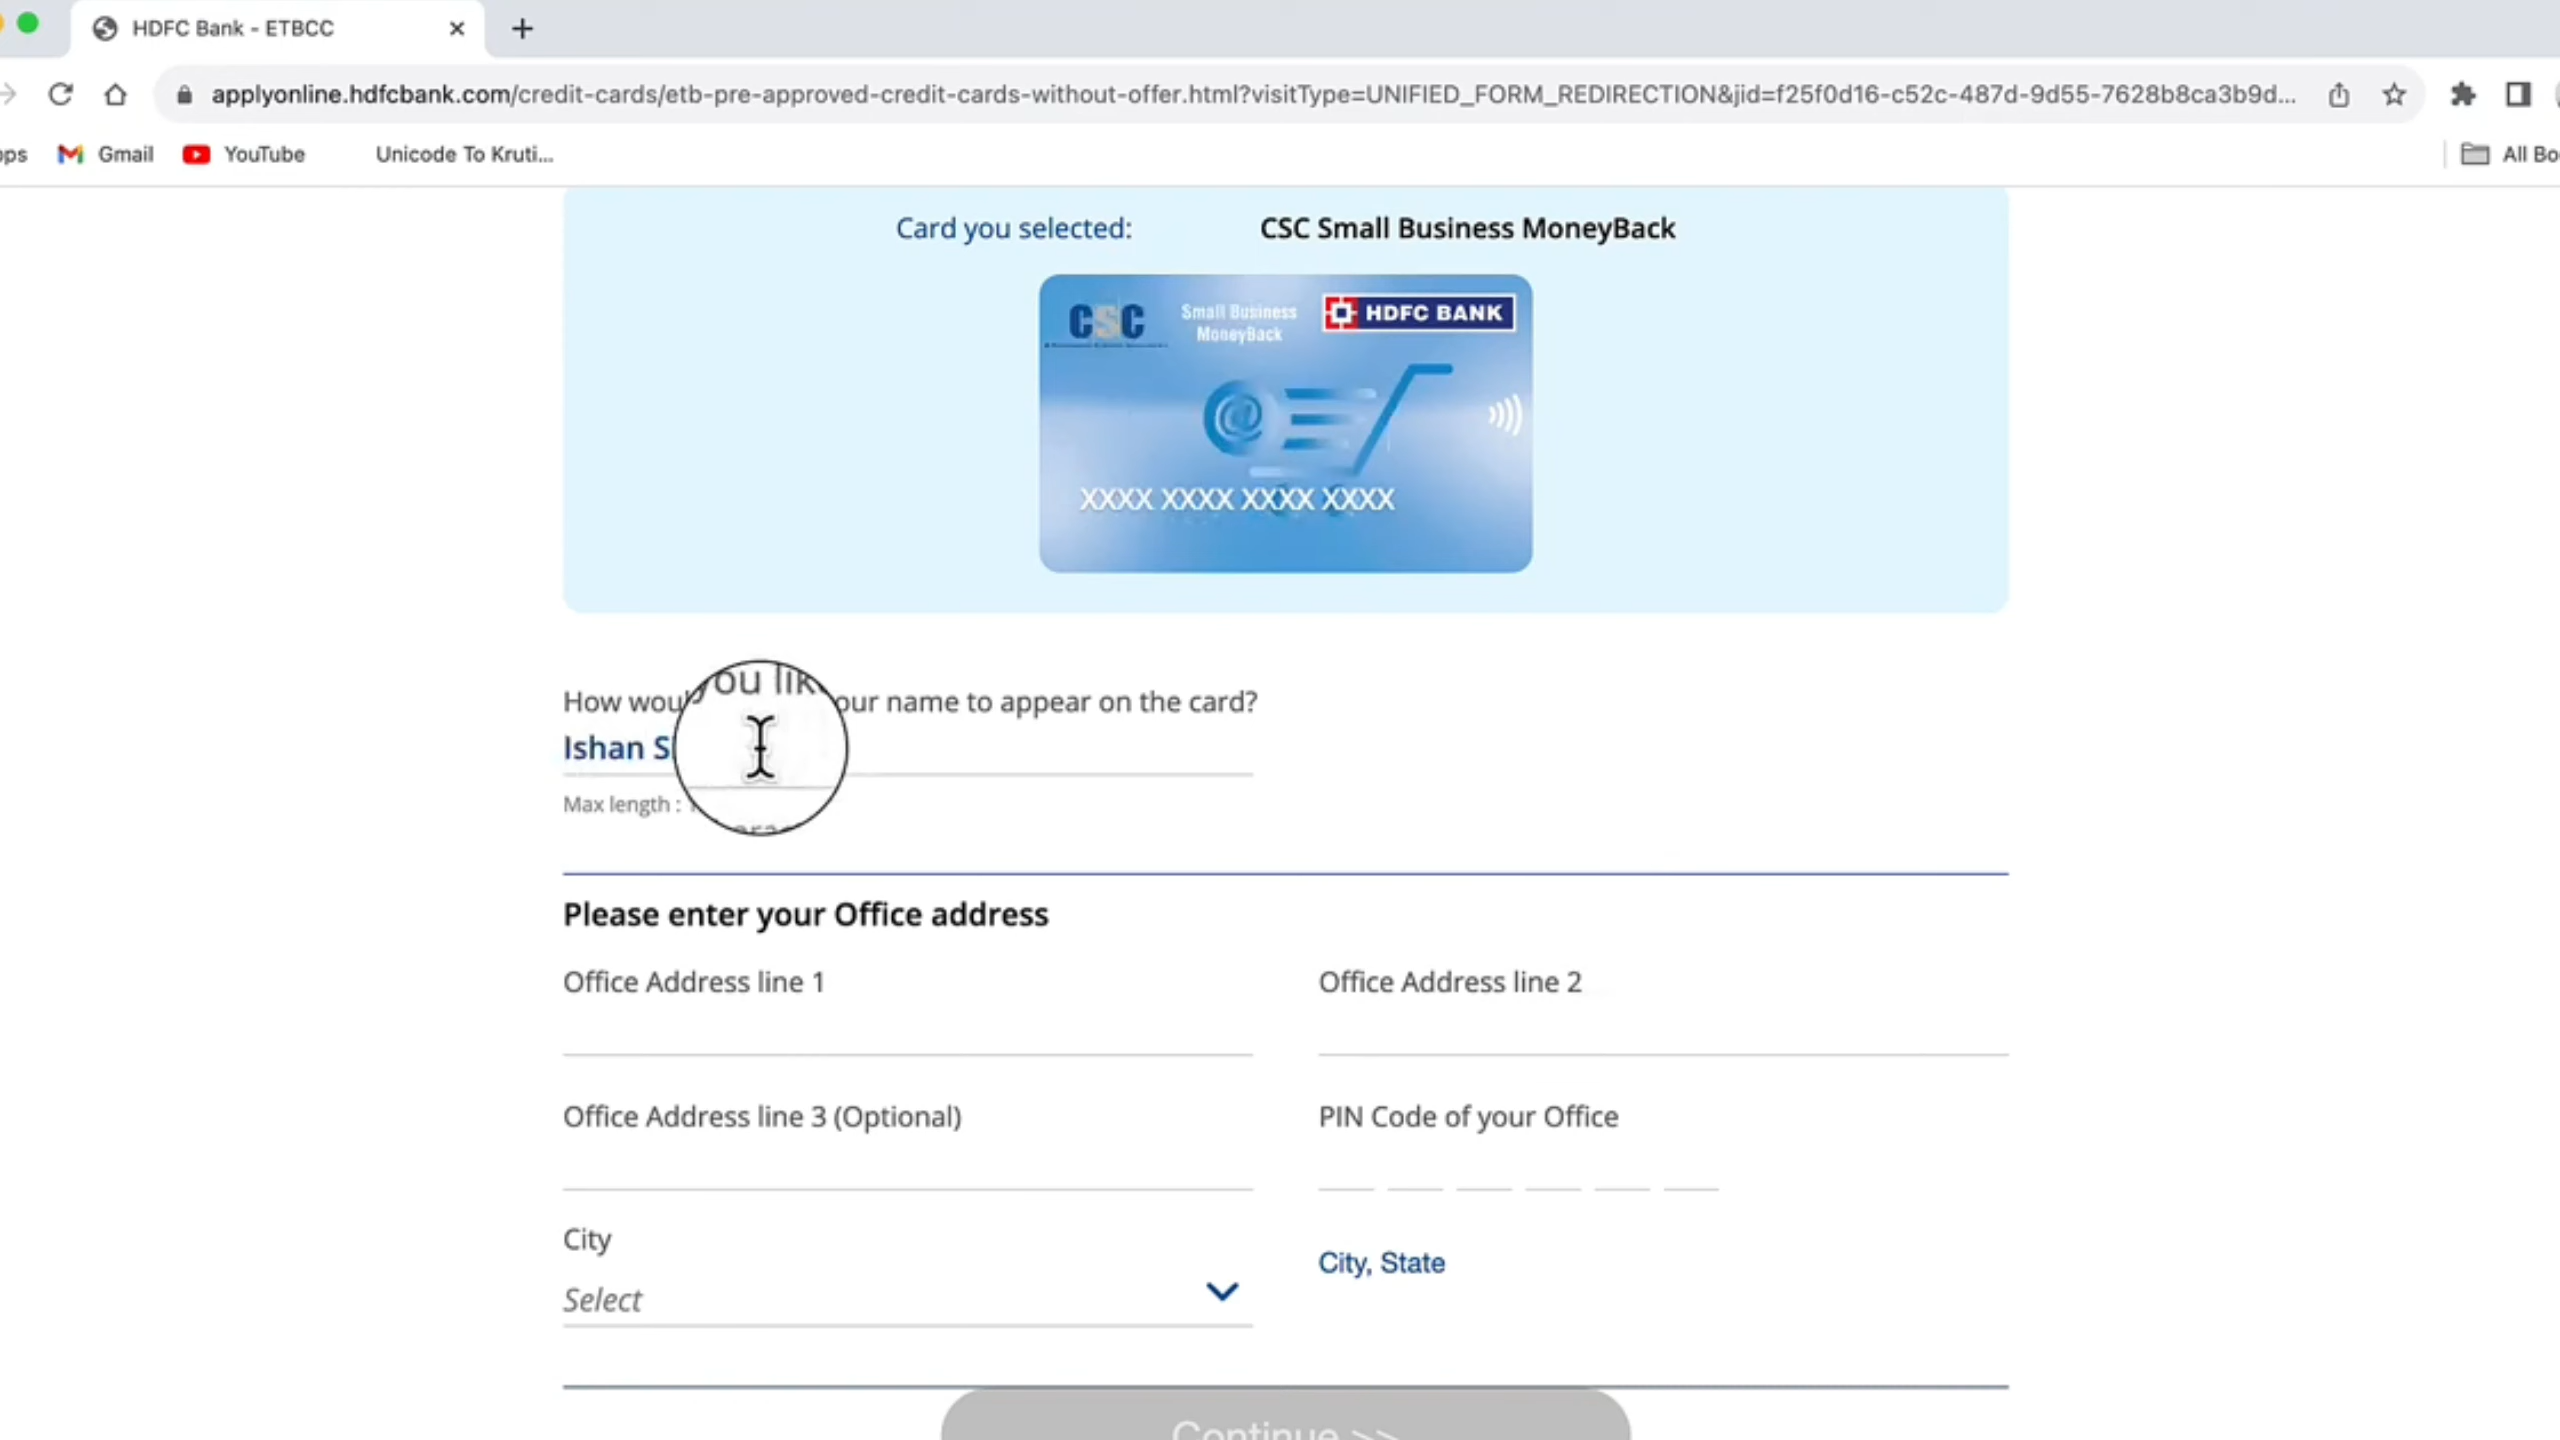 HDFC Bank - ETBCC
applyonline.hdfcbank.com/credit-cards/etb-pre-approved-credit-cards-without-offer.html?visitType=UNIFIED_FORM_REDIRECTION&jid=f25f0d16-c52c-487d-9d55-7628b8ca3b9d...
Gmail YouTube Unicode To Kruti... All
Card you selected: CSC Small Business MoneyBack
CSC Small Business HDFC BANK
MoneyBack
XXXX XXXX XXXX XXXX
How your name to appear on the card?
Ishan
Max length :
Please enter your Office address
Office Address line 1 Office Address line 2
Office Address line 3 (Optional) PIN Code of your Office
City
City, State
Select
Continue >>